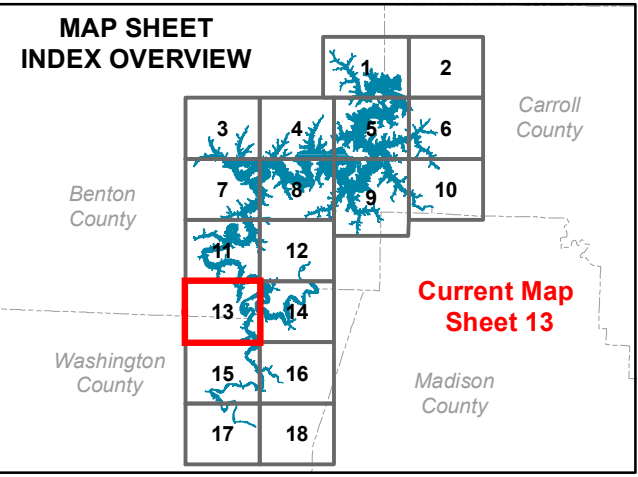 MAP SHEET
INDEX OVERVIEW
1
2
Carroll
County
3
4
5
6
Benton
County
7
8
9
10
11
12
Current Map
Sheet 13
13
14
Washington
County
15
16
Madison
County
17
18